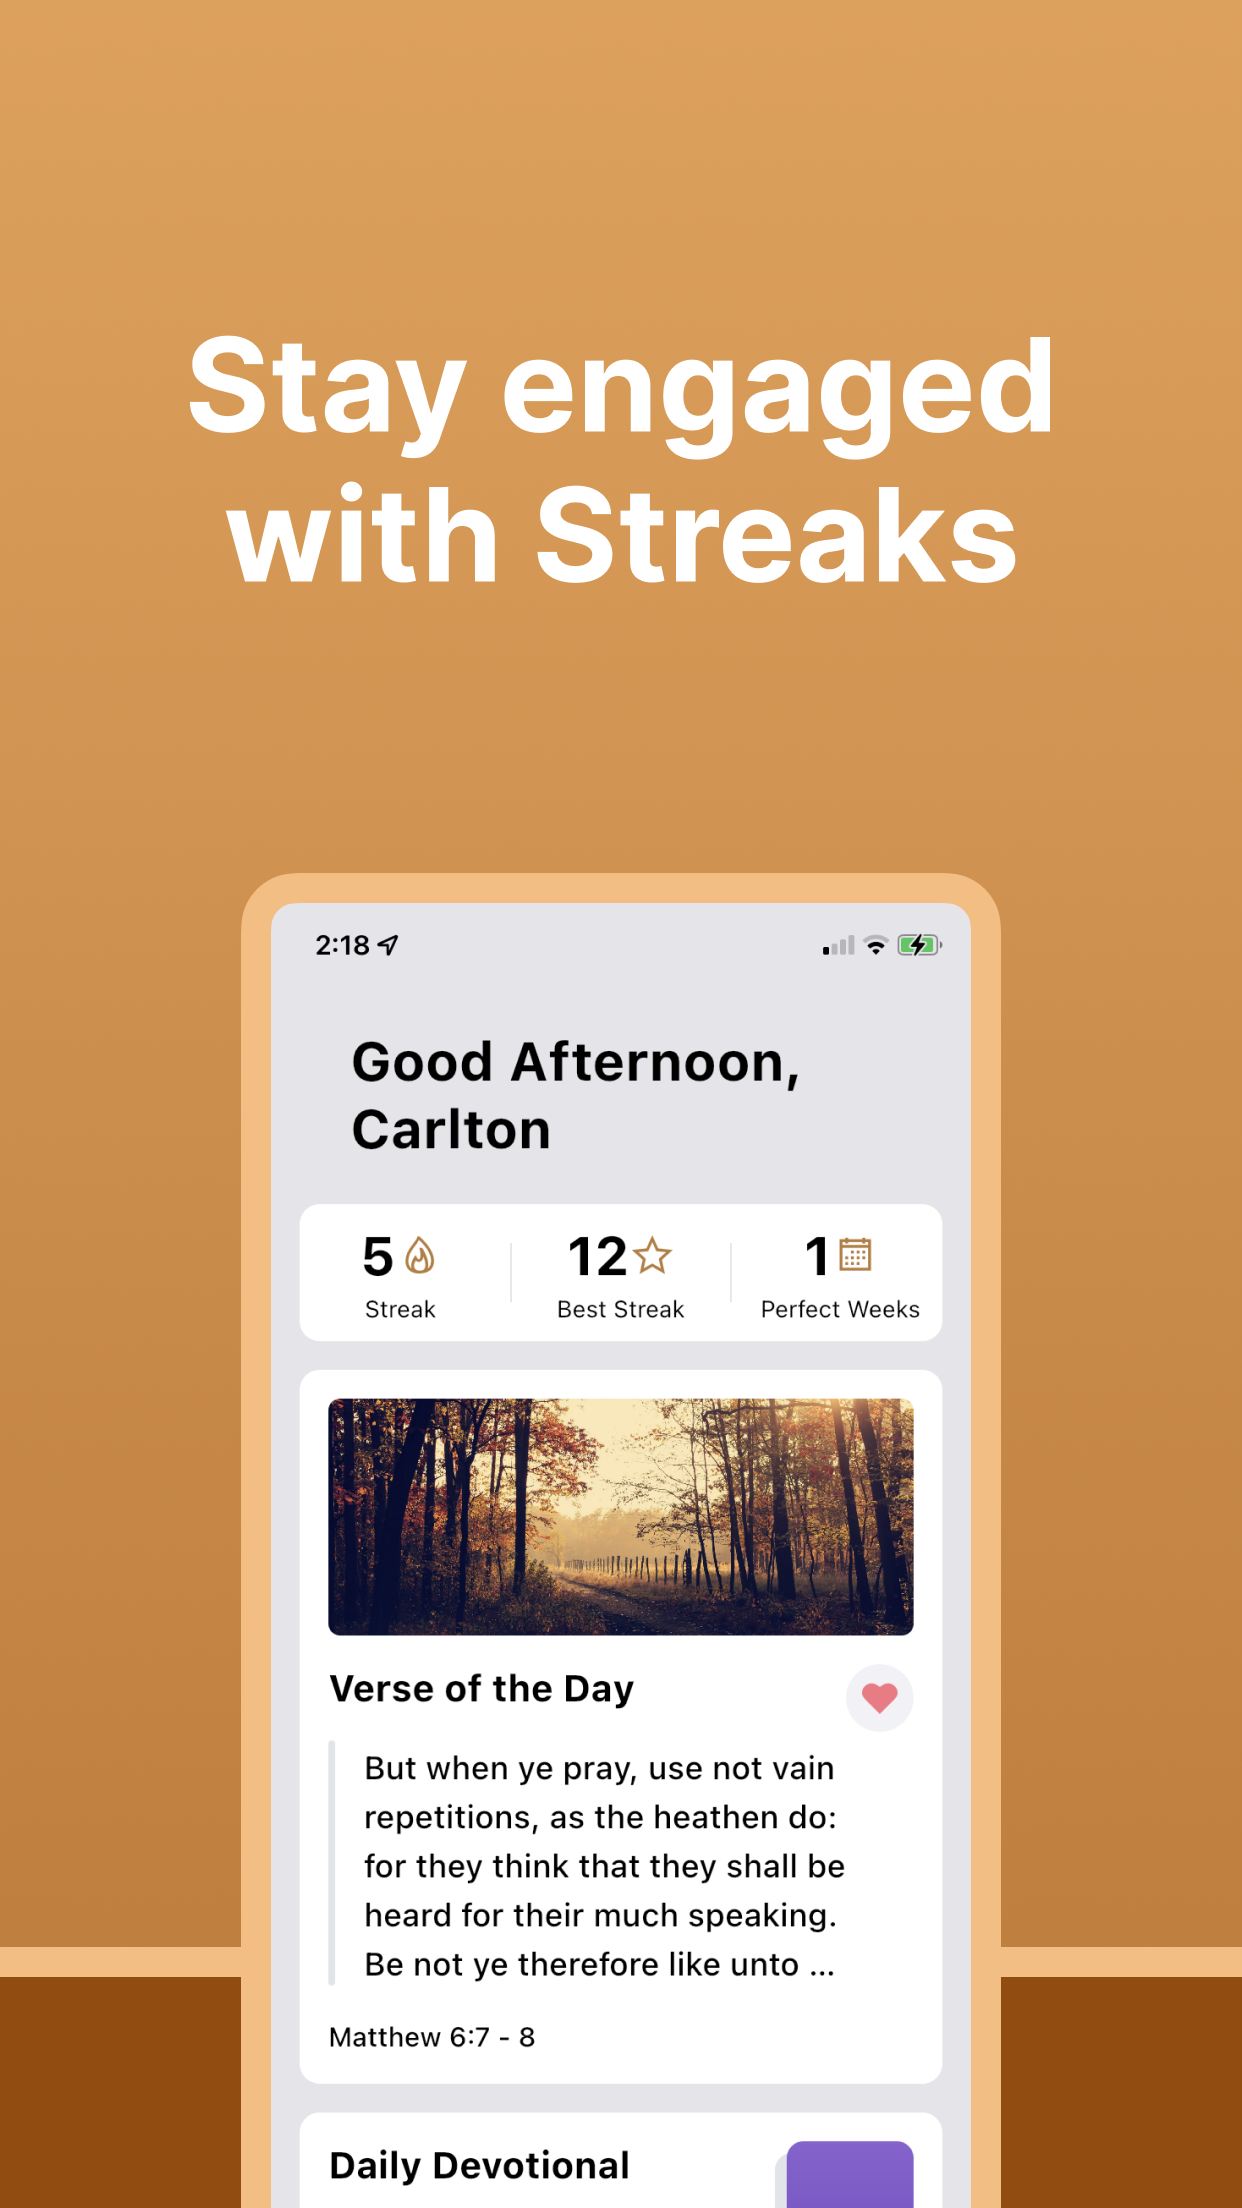 Stay engaged
with Streaks
2:18
Good Afternoon,
Carlton
5 12 1
Streak Best Streak Perfect Weeks
Verse of the Day
But when ye pray, use not vain
repetitions, as the heathen do:
for they think that they shall be
heard for their much speaking.
Be not ye therefore like unto ...
Matthew 6:7 - 8
Daily Devotional